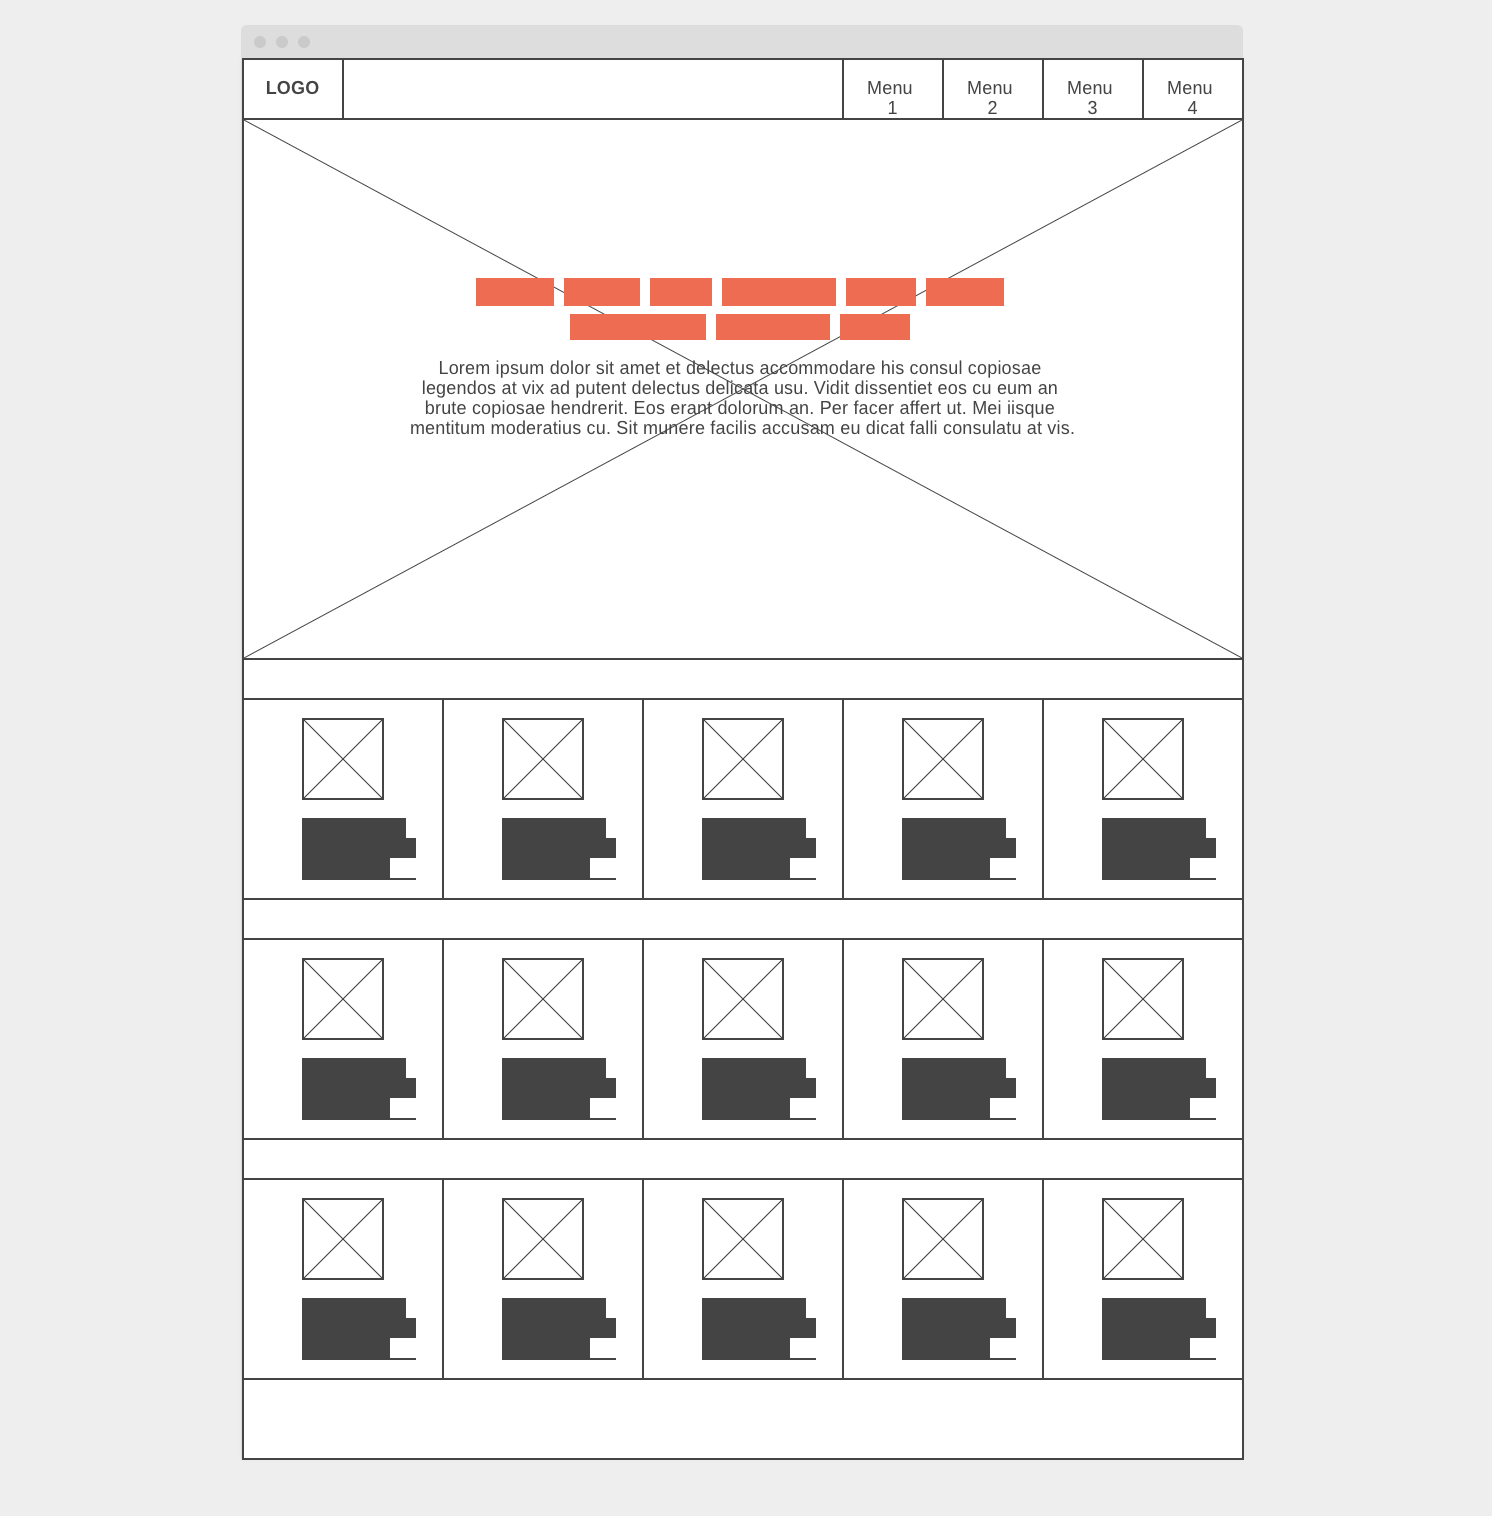 LOGO
Menu
1
Menu
2
Menu
3
Menu
4
Lorem ipsum dolor sit amet et delectus accommodare his consul copiosae
legendos at vix ad putent delectus delicata usu. Vidit dissentiet eos cu eum an
brute copiosae hendrerit. Eos erant dolorum an. Per facer affert ut. Mei iisque
mentitum moderatius cu. Sit munere facilis accusam eu dicat falli consulatu at vis.